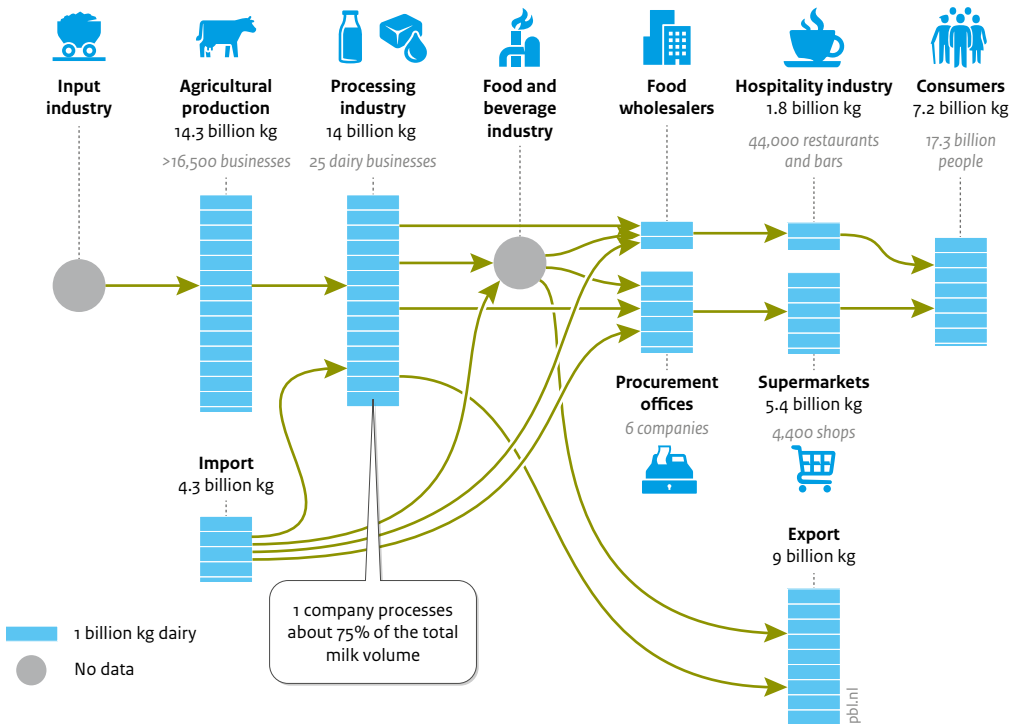 Input
industry
Agricultural
production
14.3 billion kg
>16,500 businesses
Processing
industry
14 billion kg
25 dairy businesses
Food and
beverage
industry
Food
wholesalers
Hospitality industry
1.8 billion kg
44,000 restaurants
and bars
Consumers
7.2 billion kg
17.3 billion
people
Procurement
offices
6 companies
Supermarkets
5.4 billion kg
4,400 shops
Import
4.3 billion kg
Export
9 billion kg
1 company processes
about 75% of the total
milk volume
1 billion kg dairy
No data
pbl.nl